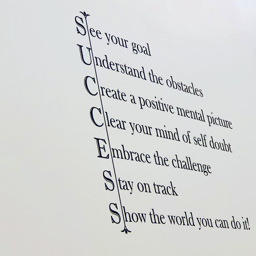 See your goal
Understand the obstacles
Create a positive mental picture
Clear your mind of self doubt
Embrace the challenge
Stay on track
Show the world you can do it!